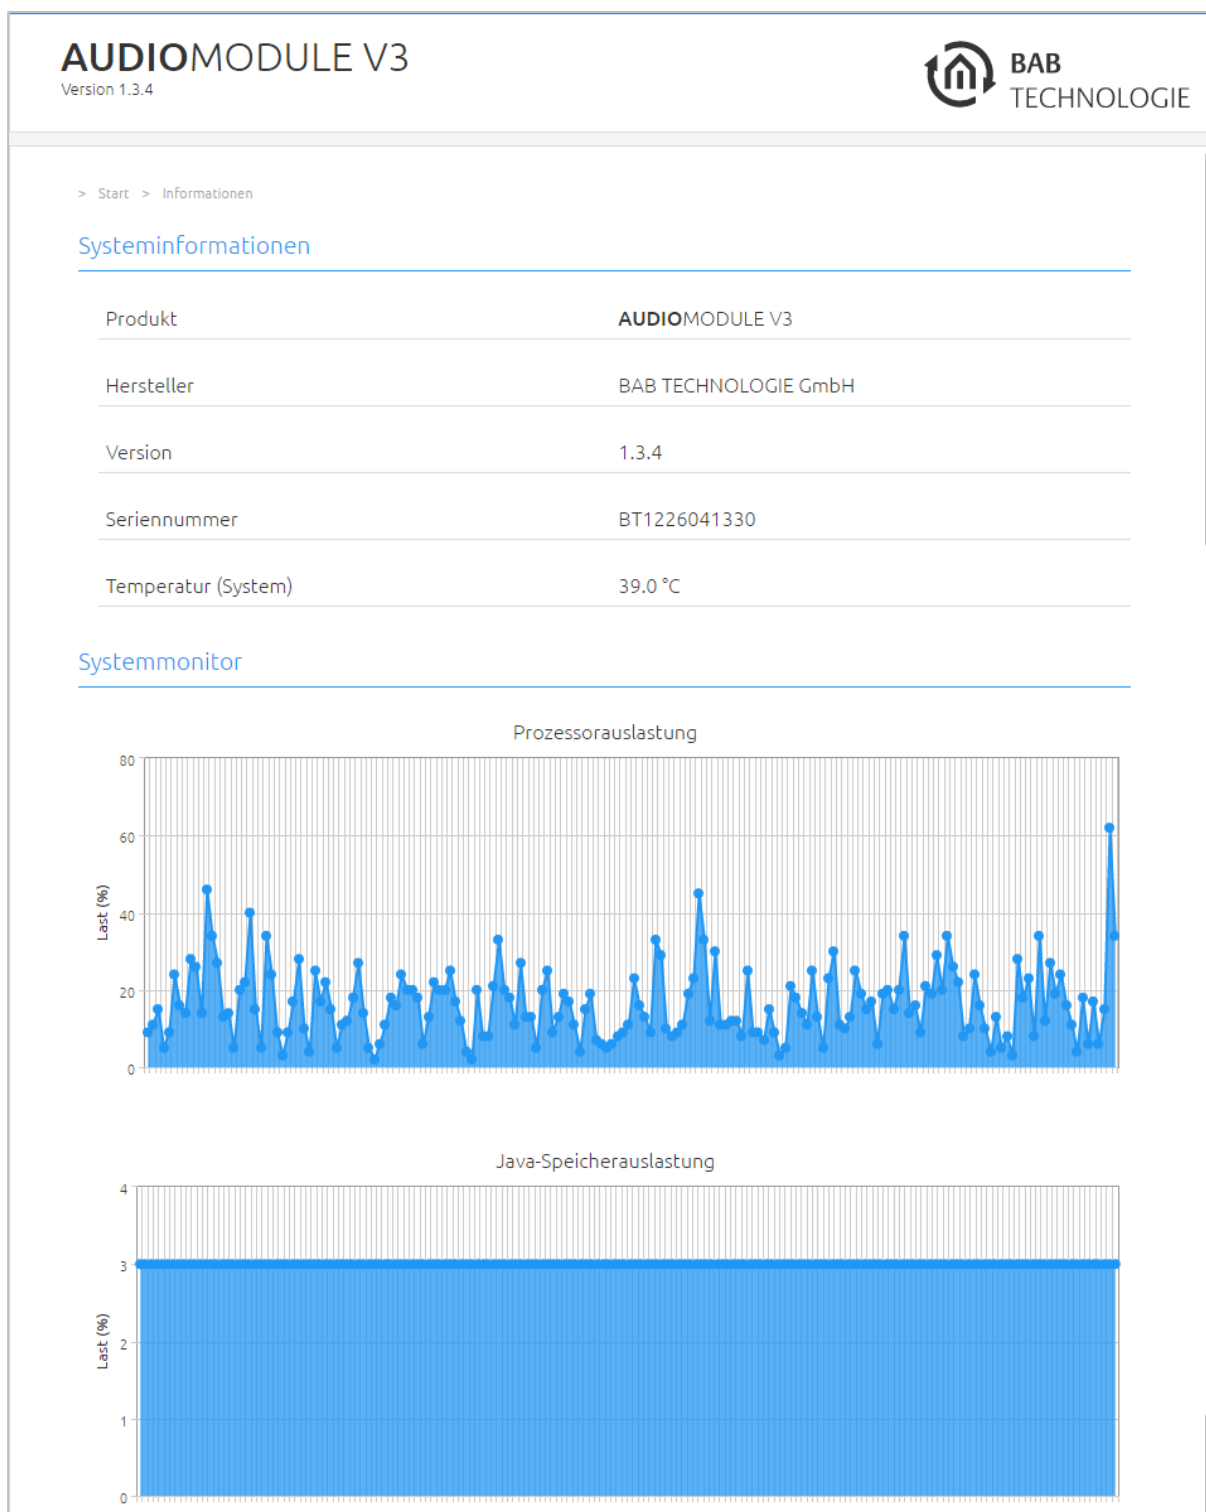 AUDIOMODULE V3
Version 1.3.4
BAB
TECHNOLOGIE
> Start > Informationen
Systeminformationen
Produkt AUDIOMODULE V3
Hersteller BAB TECHNOLOGIE GmbH
Version 1.3.4
Seriennummer BT1226041330
Temperatur (System) 39.0 °C
Systemmonitor
Prozessorauslastung
80
60
40
20
0
Last (%)
Java-Speicherauslastung
4
3
2
1
0
Last (%)